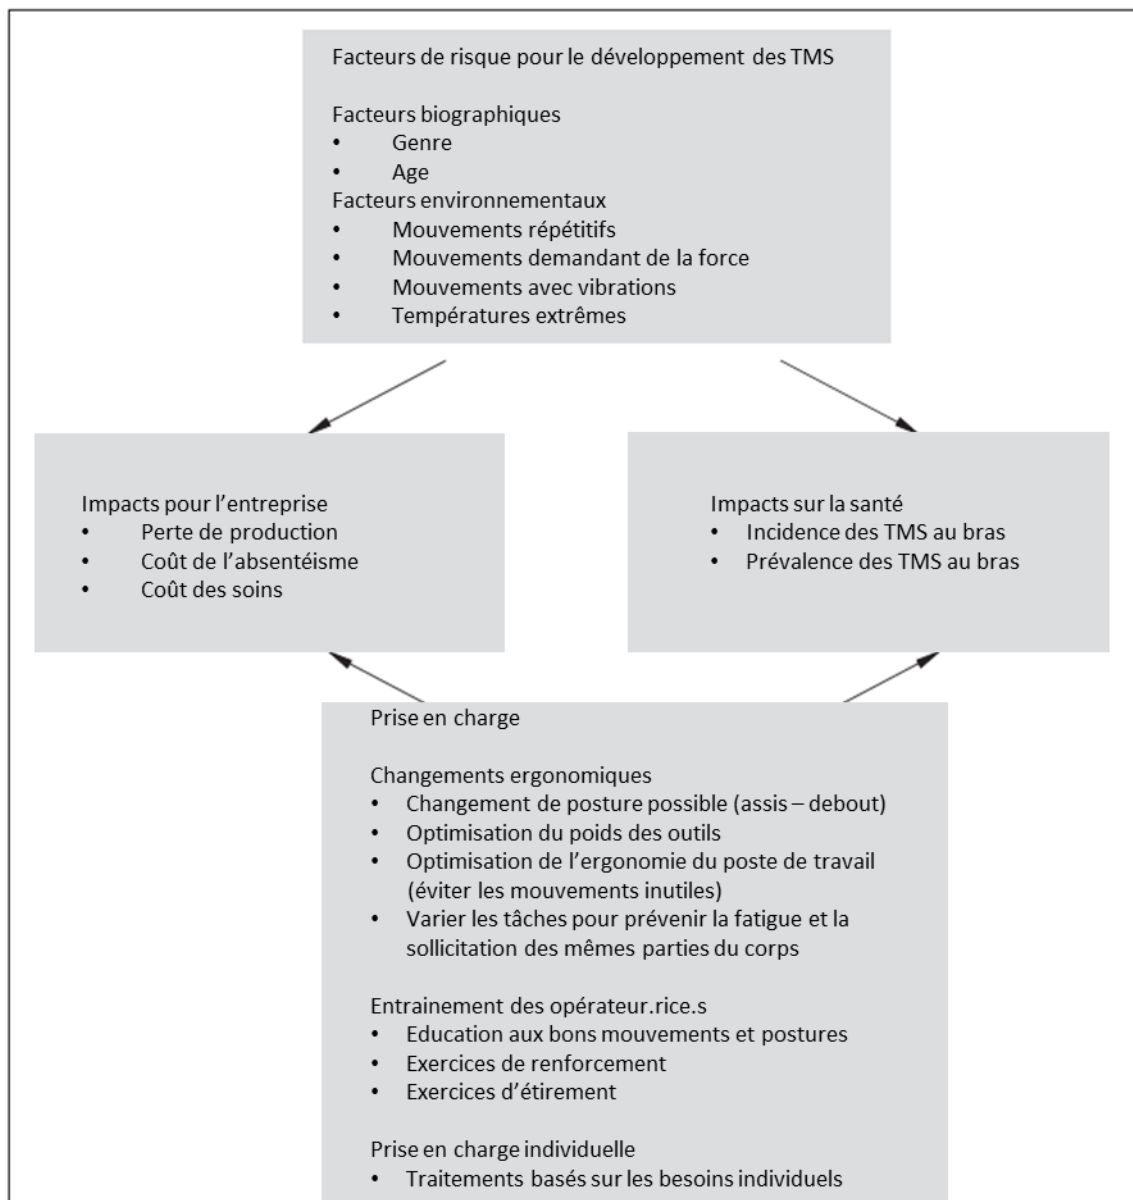 Facteurs de risque pour le développement des TMS
Facteurs biographiques
• Genre
• Age
Facteurs environnementaux
• Mouvements répétitifs
• Mouvements demandant de la force
• Mouvements avec vibrations
• Températures extrêmes
Impacts pour l'entreprise
• Perte de production
• Coût de l'absentéisme
• Coût des soins
Impacts sur la santé
• Incidence des TMS au bras
• Prévalence des TMS au bras
Prise en charge
Changements ergonomiques
• Changement de posture possible (assis – debout)
• Optimisation du poids des outils
• Optimisation de l'ergonomie du poste de travail
(éviter les mouvements inutiles)
• Varier les tâches pour prévenir la fatigue et la
sollicitation des mêmes parties du corps
Entrainement des opérateur.rice.s
• Education aux bons mouvements et postures
• Exercices de renforcement
• Exercices d'étirement
Prise en charge individuelle
• Traitements basés sur les besoins individuels